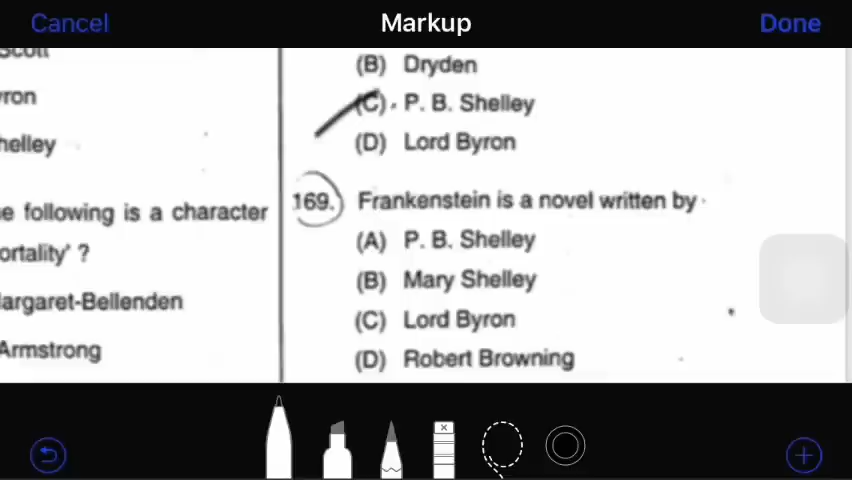 Cancel
Markup
Done
Scott
yron
helley
e following is a character
ortality' ?
argaret-Bellenden
Armstrong
(B) Dryden
(C) P. B. Shelley
(D) Lord Byron
169. Frankenstein is a novel written by
(A) P. B. Shelley
(B) Mary Shelley
(C) Lord Byron
(D) Robert Browning